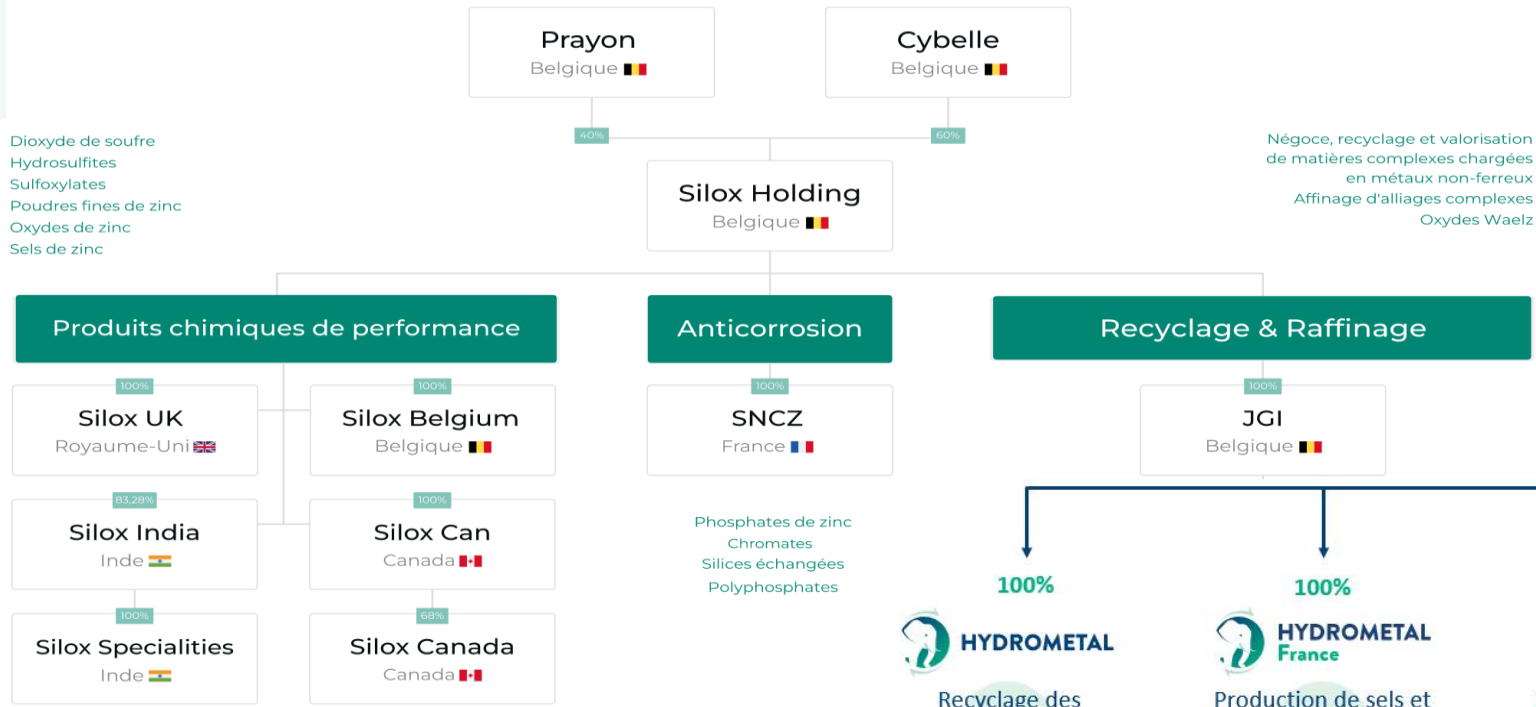 Prayon
Belgique
Cybelle
Belgique
40%
60%
Dioxyde de soufre
Hydrosulfites
Sulfoxylates
Poudres fines de zinc
Oxydes de zinc
Sels de zinc
Silox Holding
Belgique
Négoce, recyclage et valorisation
de matières complexes chargées
en métaux non-ferreux
Affinage d'alliages complexes
Oxydes Waelz
Produits chimiques de performance
Anticorrosion
Recyclage & Raffinage
100%
Silox UK
Royaume-Uni
100%
Silox Belgium
Belgique
100%
SNCZ
France
100%
JGI
Belgique
83,28%
Silox India
Inde
100%
Silox Can
Canada
Phosphates de zinc
Chromates
Silices échangées
Polyphosphates
100%
Silox Specialities
Inde
68%
Silox Canada
Canada
100%
HYDROMETAL
Recyclage des
100%
HYDROMETAL
France
Production de sels et